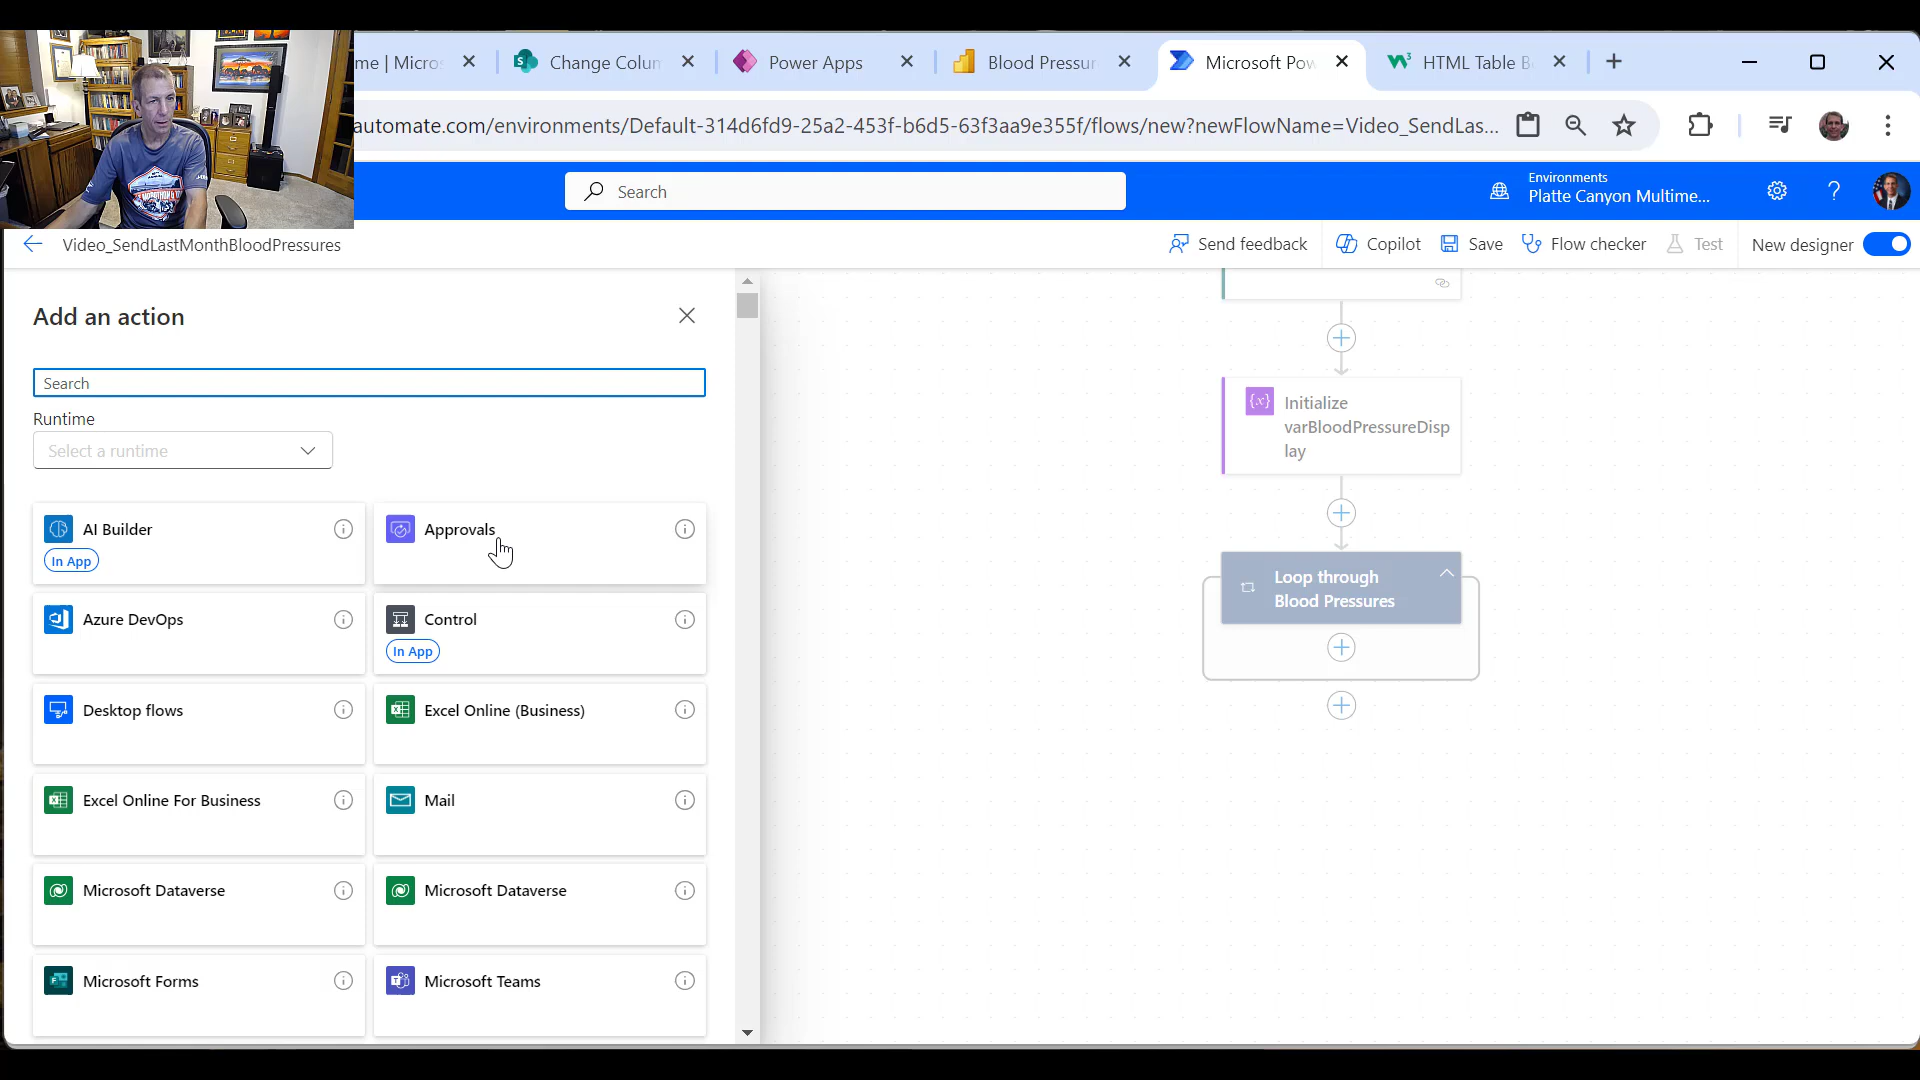 me | Micros
Change Colum
Power Apps
Blood Pressur
Microsoft Pow
HTML Table B
automate.com/environments/Default-314d6fd9-25a2-453f-b6d5-63f3aa9e355f/flows/new?newFlowName=Video_SendLas...
Search
Environments
Platte Canyon Multime...
Video_SendLastMonthBloodPressures
Send feedback
Copilot
Save
Flow checker
Test
New designer
Add an action
Search
Runtime
Select a runtime
AI Builder
In App
Approvals
Azure DevOps
Control
In App
Desktop flows
Excel Online (Business)
Excel Online For Business
Mail
Microsoft Dataverse
Microsoft Dataverse
Microsoft Forms
Microsoft Teams
Initialize
varBloodPressureDisp
lay
Loop through
Blood Pressures